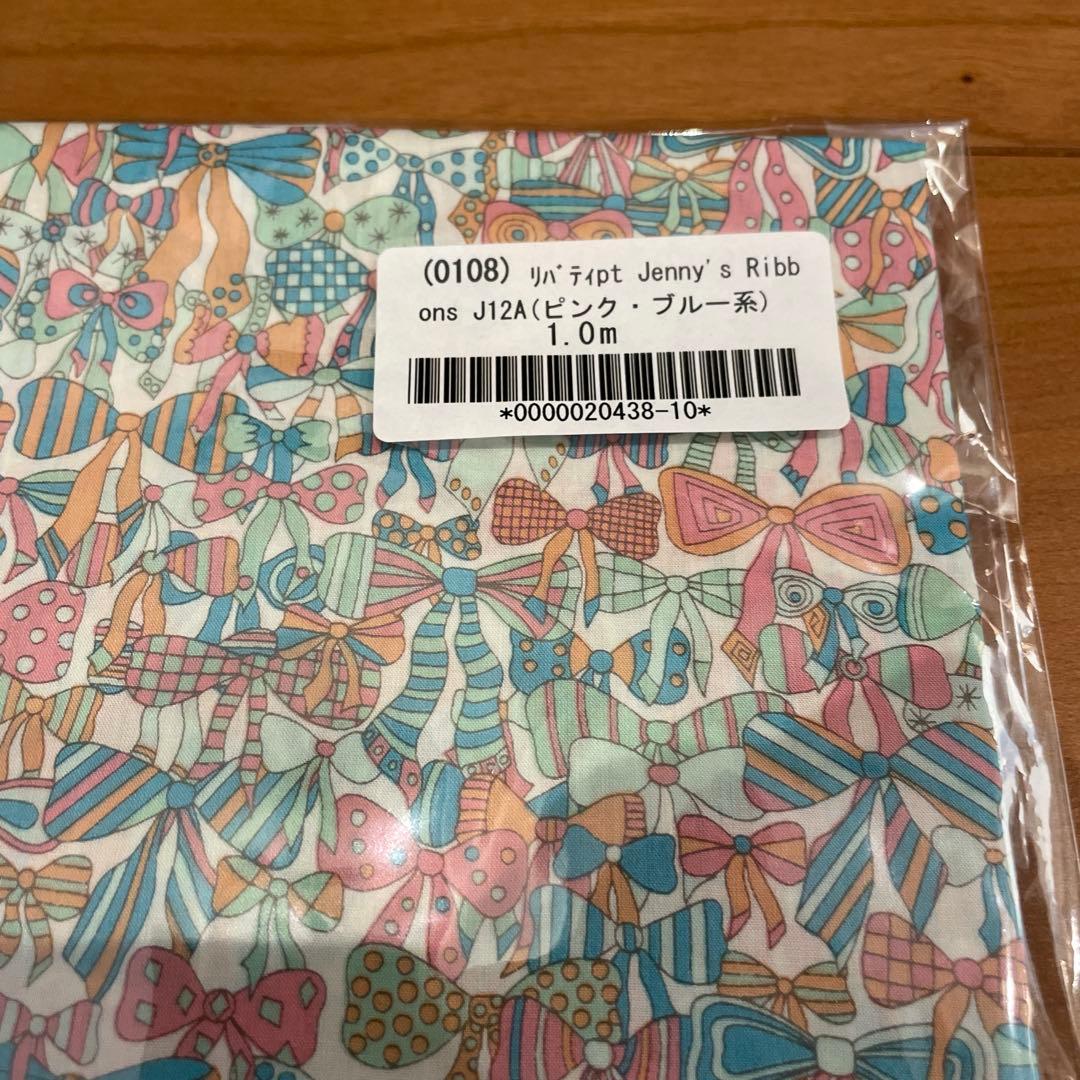 (0108) ﾘﾊﾞﾃｨpt Jenny's Ribb
ons J12A(ピンク・ブルー系)
1.0m
*0000020438-10*